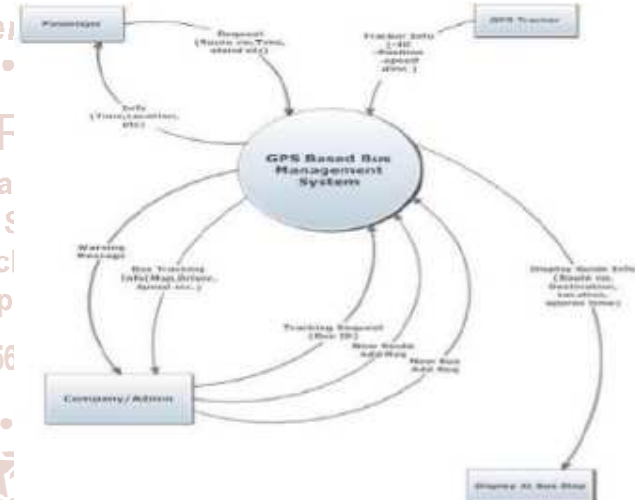 Passenger
GPS Tracker
Request
(Route no,Time,
stand etc)
Tracker Info
(-ID
-Position
-speed
-time )
Info
(Time,Location,
etc)
GPS Based Bus
Management
System
Warning
Message
Bus Tracking
Info(Map,Driver,
Speed etc.)
Display Guide Info
(Route no,
Destination,
Location,
approx time)
Tracking Request
(Bus ID)
New Route
Add Req
New Bus
Add Req
Company/Admin
Display At Bus Stop